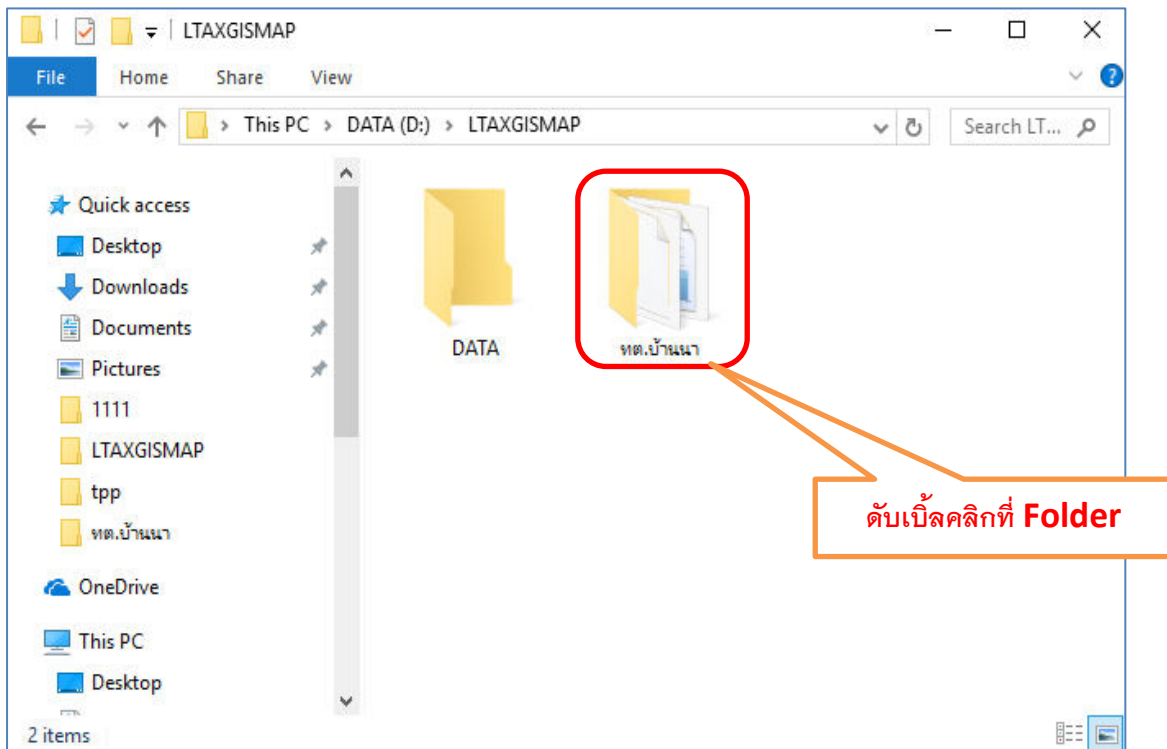 LTAXGISMAP
File Home Share View
This PC > DATA (D:) > LTAXGISMAP
Search LT...
Quick access
Desktop
Downloads
Documents
Pictures
1111
LTAXGISMAP
tpp
ทต.บ้านนา
OneDrive
This PC
Desktop
DATA
ทต.บ้านนา
ดับเบิ้ลคลิกที่ Folder
2 items